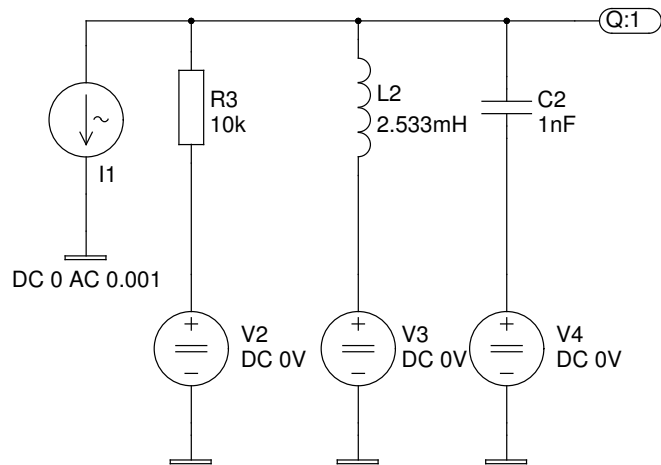 Q:1
R3
10k
L2
2.533mH
C2
1nF
~
I1
DC 0 AC 0.001
+
V2
DC 0V
−
+
V3
DC 0V
−
+
V4
DC 0V
−